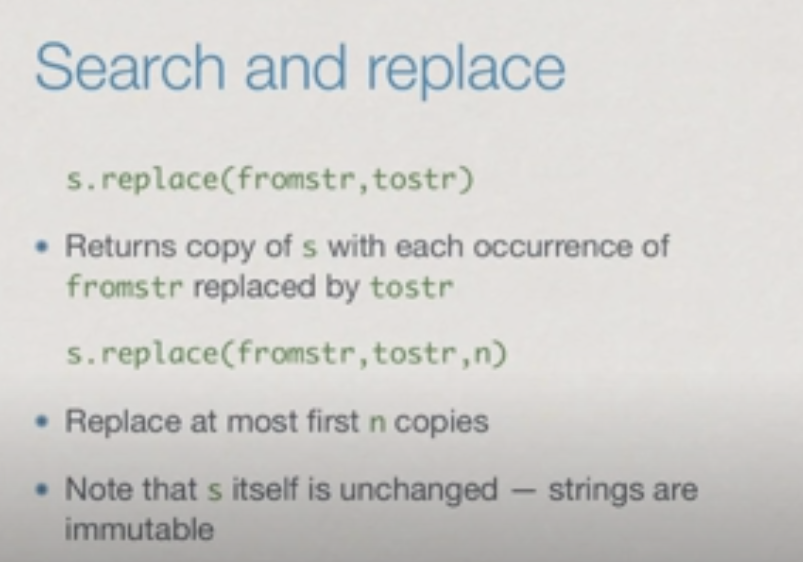 Search and replace
s.replace(fromstr,tostr)
• Returns copy of s with each occurrence of
fromstr replaced by tostr
s.replace(fromstr,tostr,n)
• Replace at most first n copies
• Note that s itself is unchanged — strings are
immutable